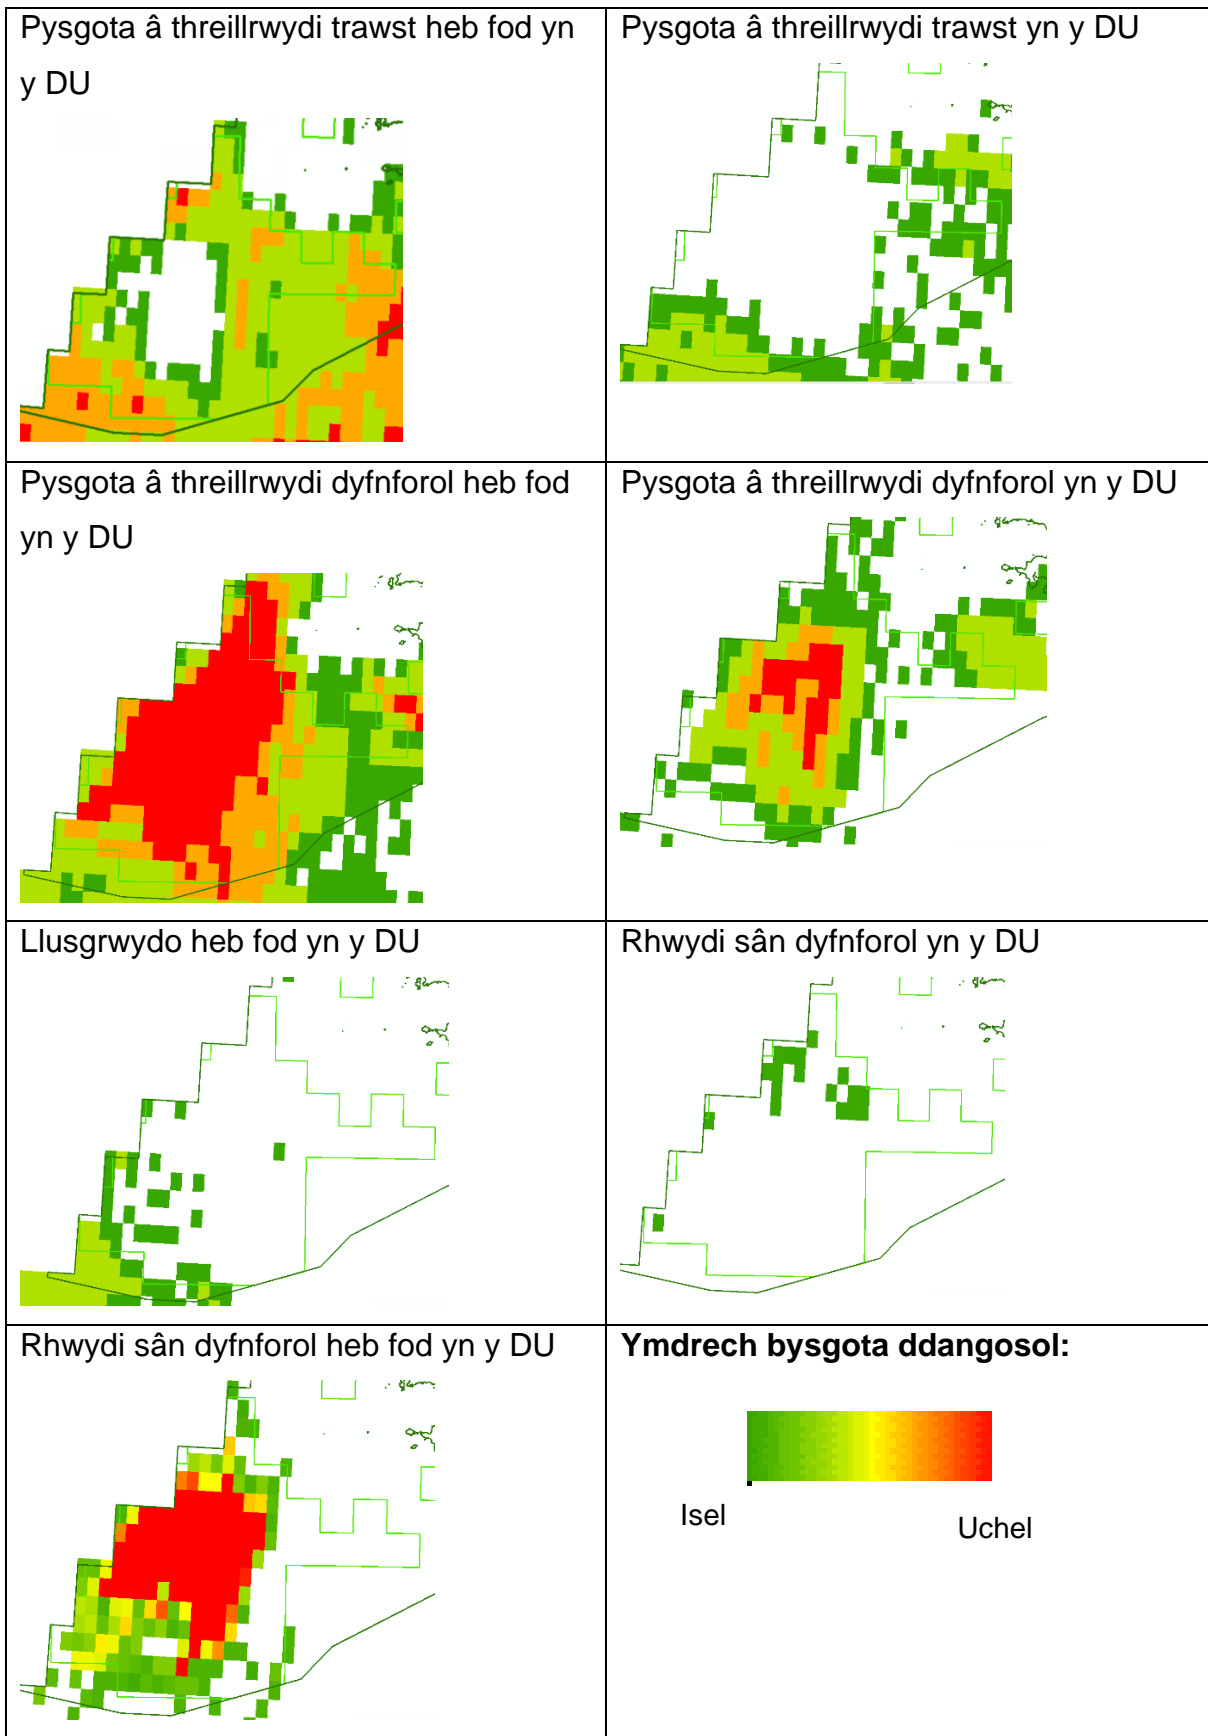 Pysgota â threillrwydi trawst heb fod yn
y DU
Pysgota â threillrwydi trawst yn y DU
Pysgota â threillrwydi dyfnforol heb fod
yn y DU
Pysgota â threillrwydi dyfnforol yn y DU
Llusgrwydo heb fod yn y DU
Rhwydi sân dyfnforol yn y DU
Rhwydi sân dyfnforol heb fod yn y DU
Ymdrech bysgota ddangosol:
Isel
Uchel